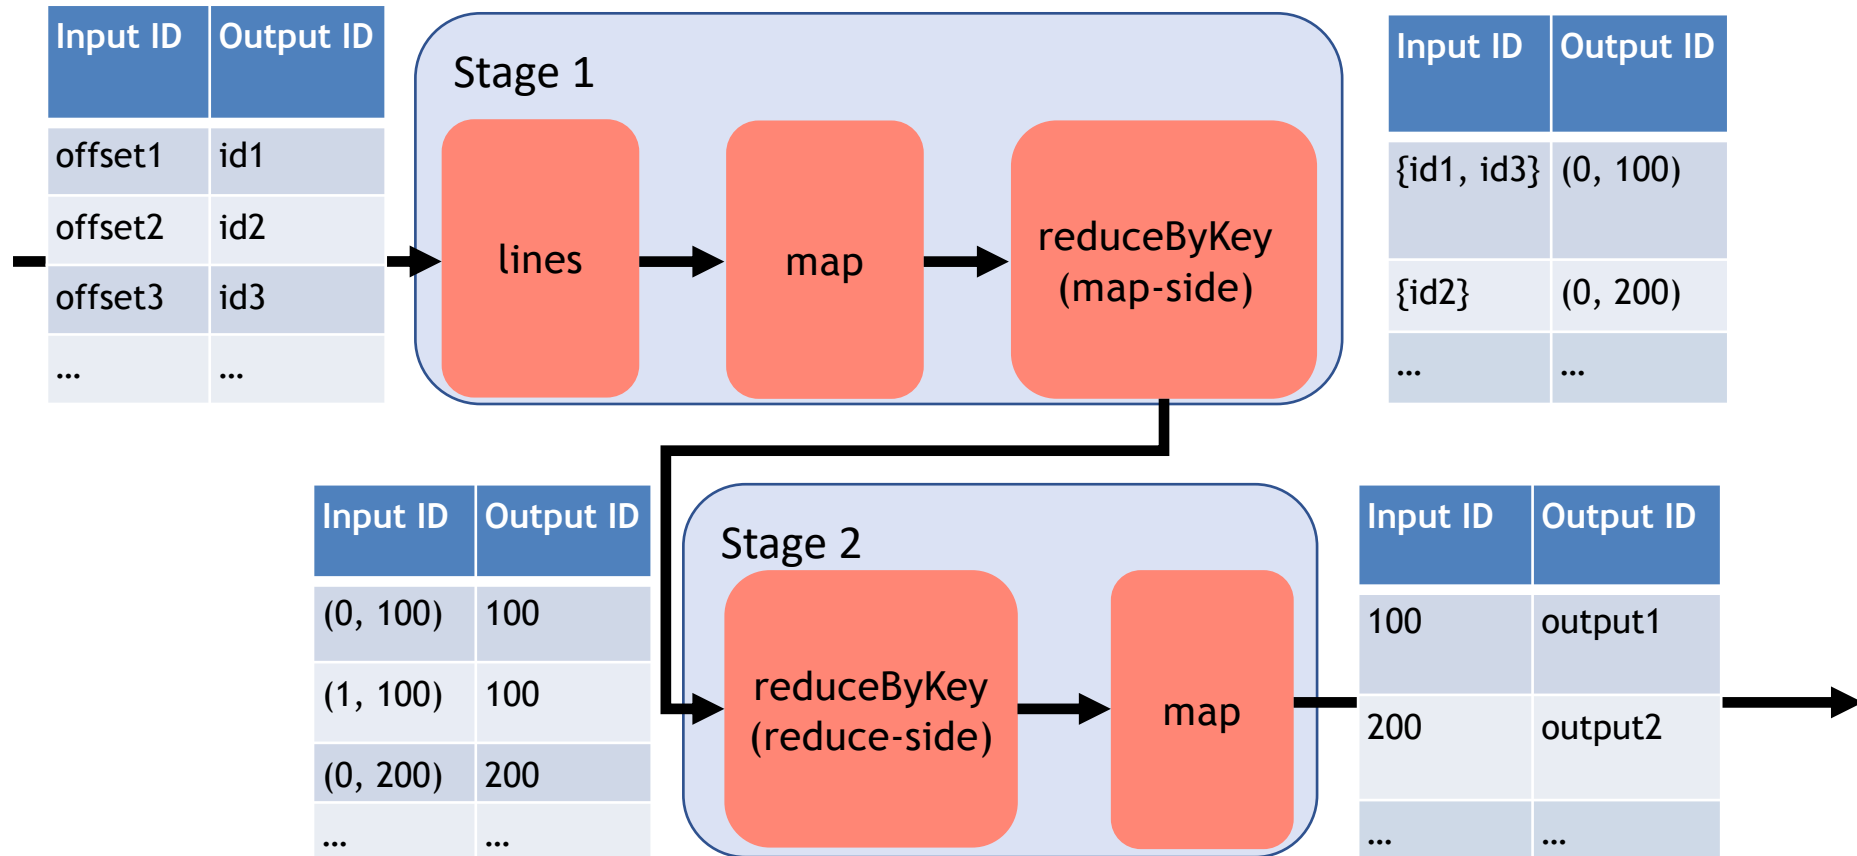 Input ID Output ID
offset1 id1
offset2 id2
offset3 id3
... ...
Stage 1
lines
map
reduceByKey
(map-side)
Input ID Output ID
{id1, id3} (0, 100)
{id2} (0, 200)
... ...
Input ID Output ID
(0, 100) 100
(1, 100) 100
(0, 200) 200
... ...
Stage 2
reduceByKey
(reduce-side)
map
Input ID Output ID
100 output1
200 output2
... ...